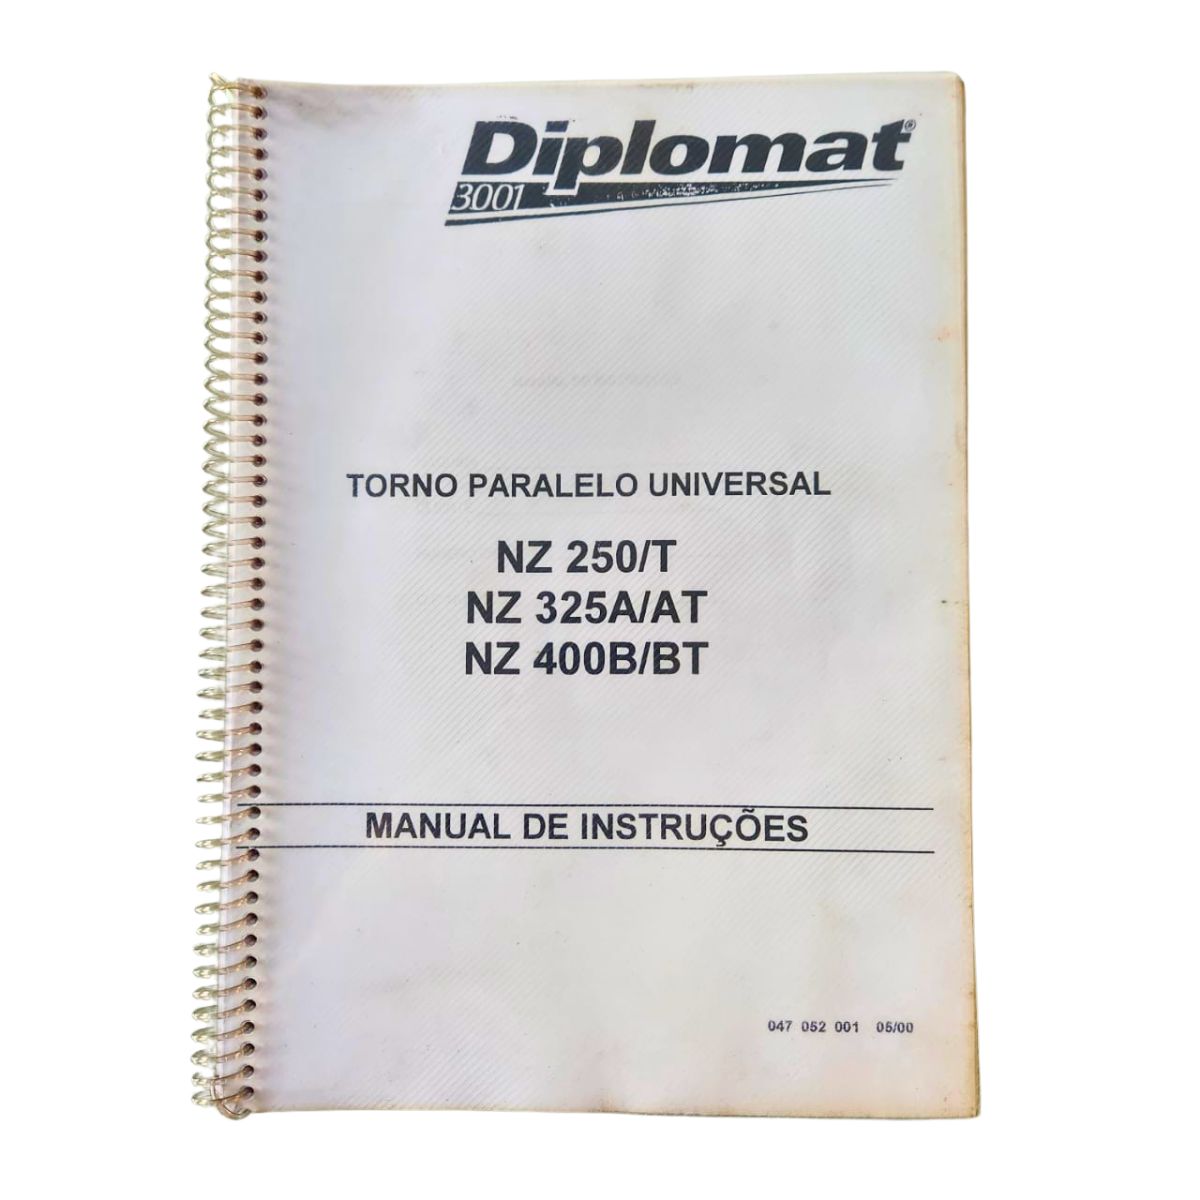 Diplomat®
3001
TORNO PARALELO UNIVERSAL
NZ 250/T
NZ 325A/AT
NZ 400B/BT
MANUAL DE INSTRUÇÕES
047 052 001 05/00